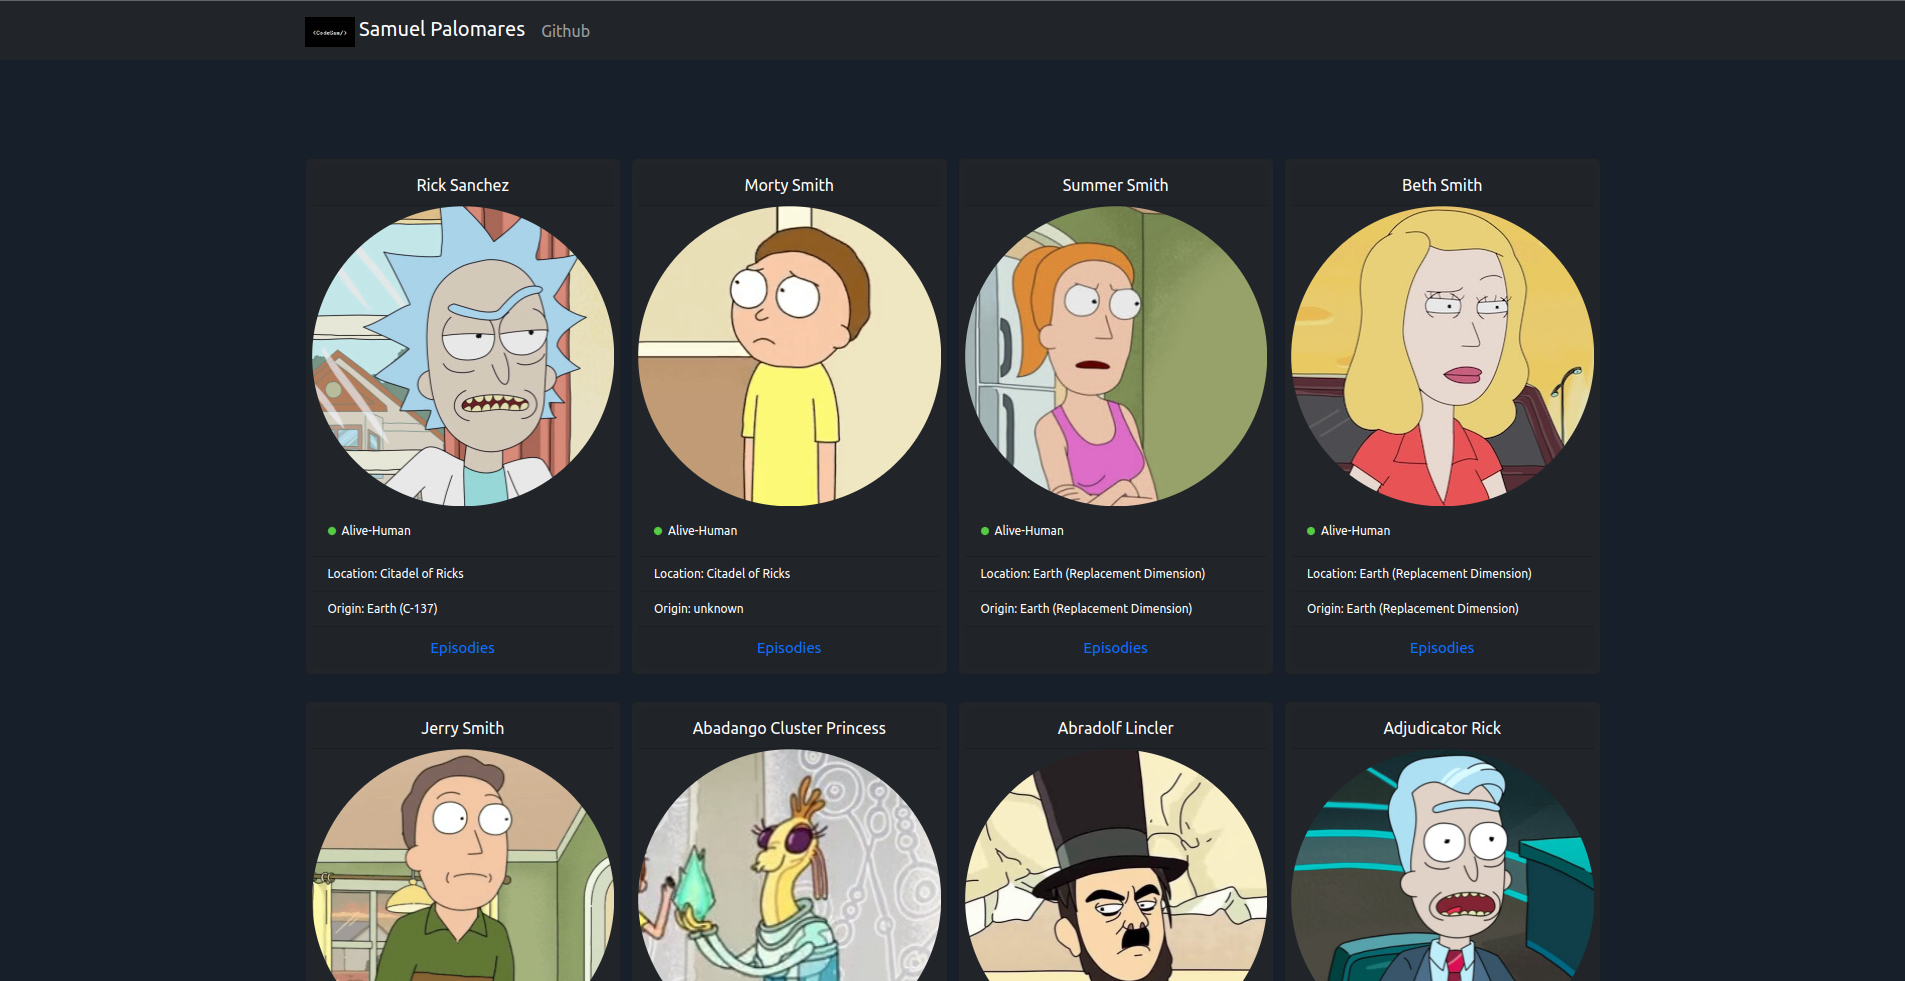 <CodeSam/> Samuel Palomares Github
Rick Sanchez Morty Smith Summer Smith Beth Smith
Alive-Human Alive-Human Alive-Human Alive-Human
Location: Citadel of Ricks Location: Citadel of Ricks Location: Earth (Replacement Dimension) Location: Earth (Replacement Dimension)
Origin: Earth (C-137) Origin: unknown Origin: Earth (Replacement Dimension) Origin: Earth (Replacement Dimension)
Episodies Episodies Episodies Episodies
Jerry Smith Abadango Cluster Princess Abradolf Lincler Adjudicator Rick